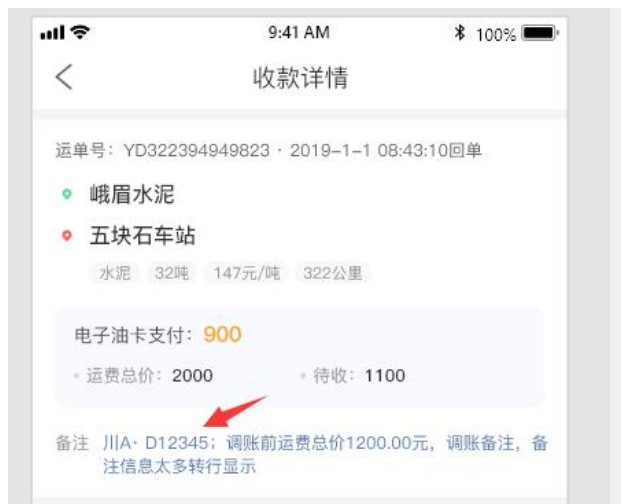 9:41 AM
100%
收款详情
运单号：YD322394949823 · 2019-1-1 08:43:10回单
峨眉水泥
五块石车站
水泥 32吨 147元/吨 322公里
电子油卡支付：900
运费总价：2000 待收：1100
备注 川A· D12345；调账前运费总价1200.00元，调账备注，备
注信息太多转行显示